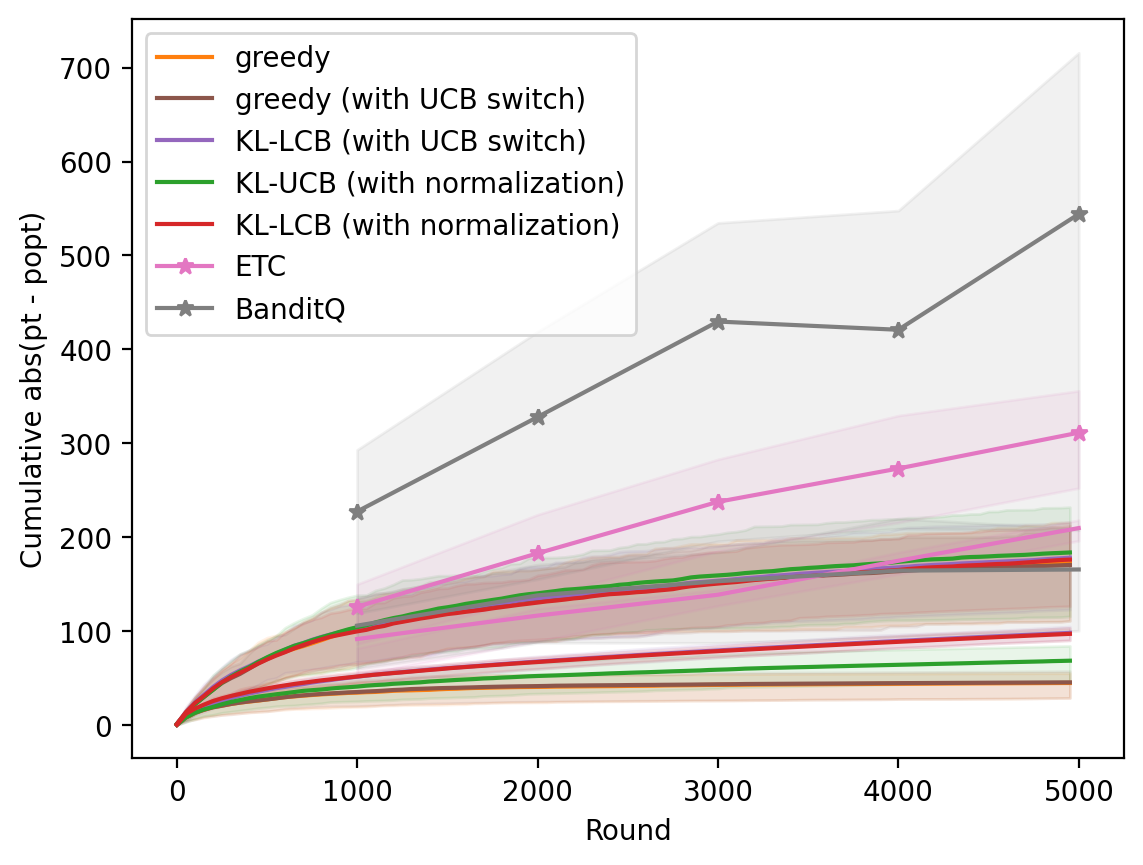 greedy
greedy (with UCB switch)
KL-LCB (with UCB switch)
KL-UCB (with normalization)
KL-LCB (with normalization)
ETC
BanditQ
Cumulative abs(pt - popt)
700
600
500
400
300
200
100
0
0 1000 2000 3000 4000 5000
Round